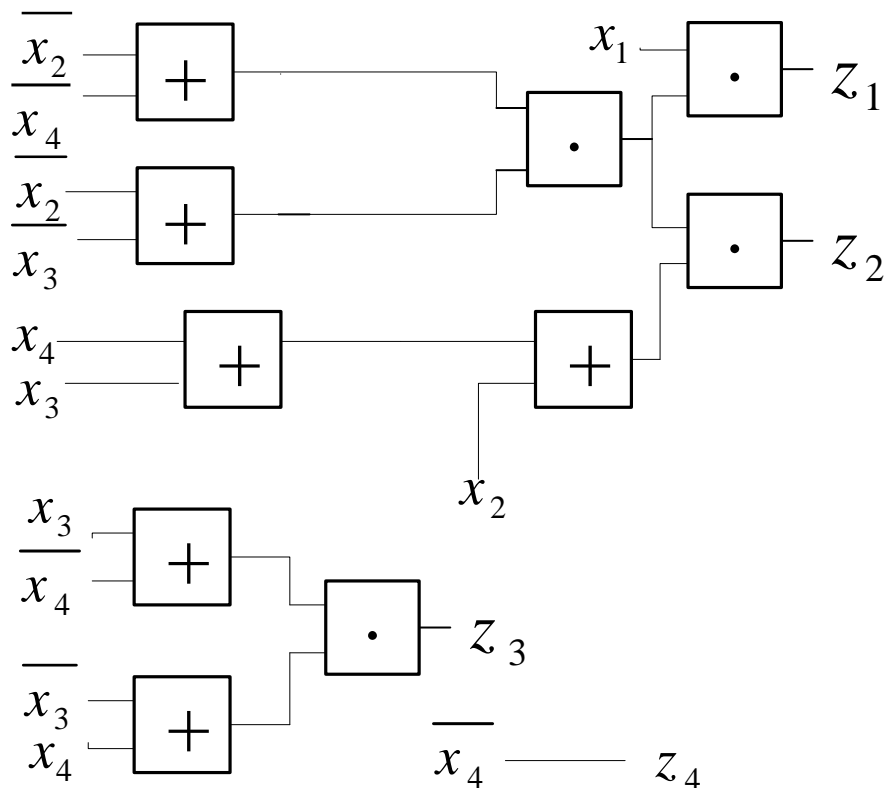 x̅₂ + x₁ · z₁
x̅₄ ·
x̅₂ + · z₂
x̅₃
x₄ + +
x₃
x₂
x₃ +
x̅₄ · z₃
x̅₃ +
x₄ x̅₄ z₄